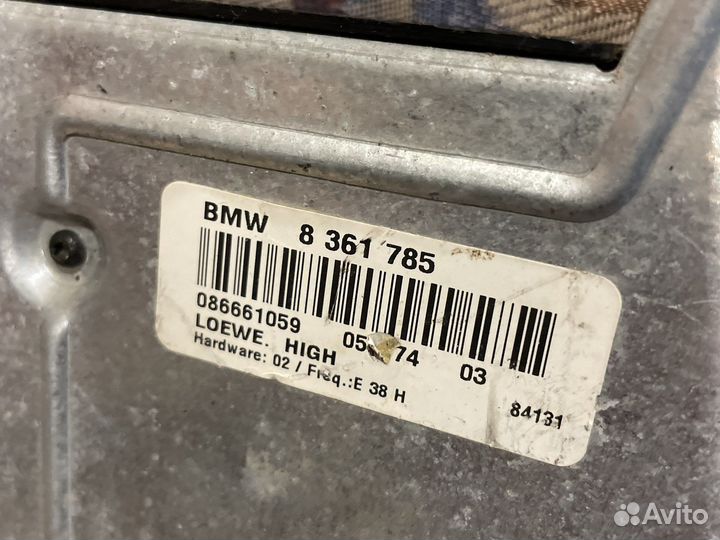 BMW 8 361 785
086661059 03
LOEWE. HIGH
Hardware: 02 / Freq.:E 38 H
84131
Avito